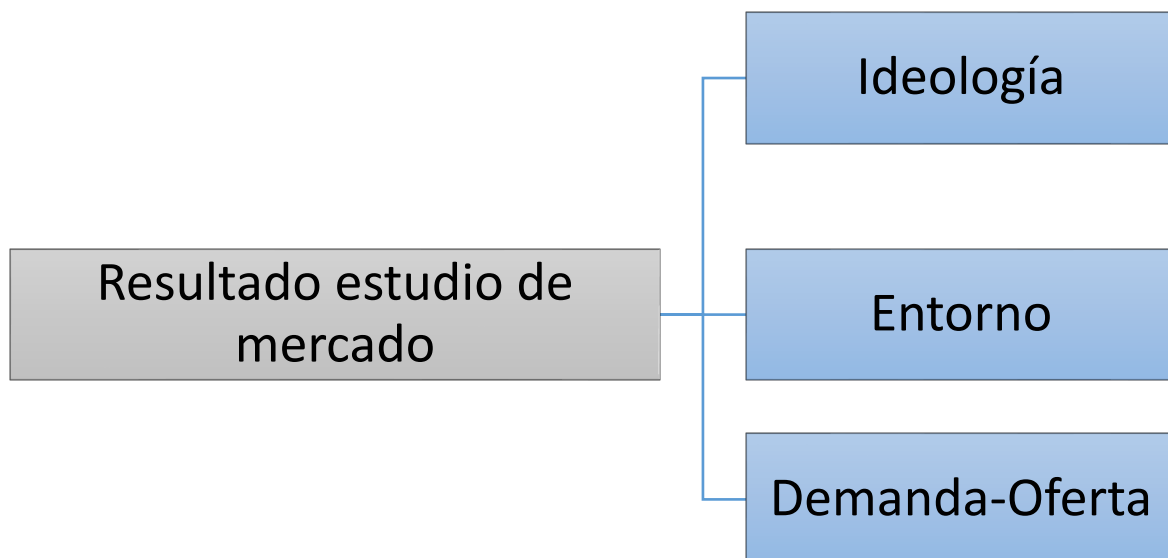 Ideología
Resultado estudio de
mercado
Entorno
Demanda-Oferta